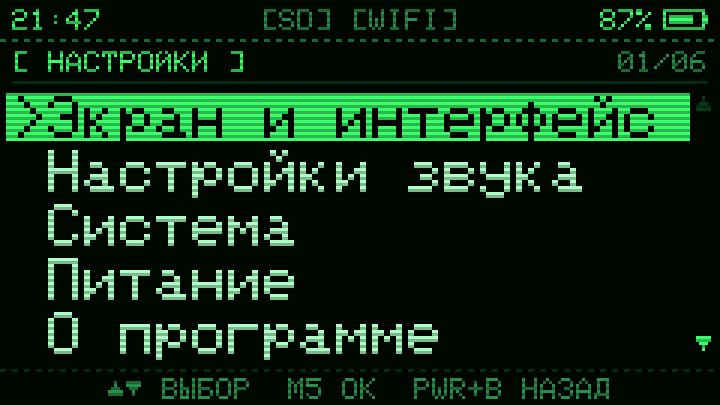 21:47 [SD] [WIFI] 87%
[ НАСТРОЙКИ ] 01/06
>Экран и интерфейс
Настройки звука
Система
Питание
О программе
▲▼ ВЫБОР M5 OK PWR+B НАЗАД